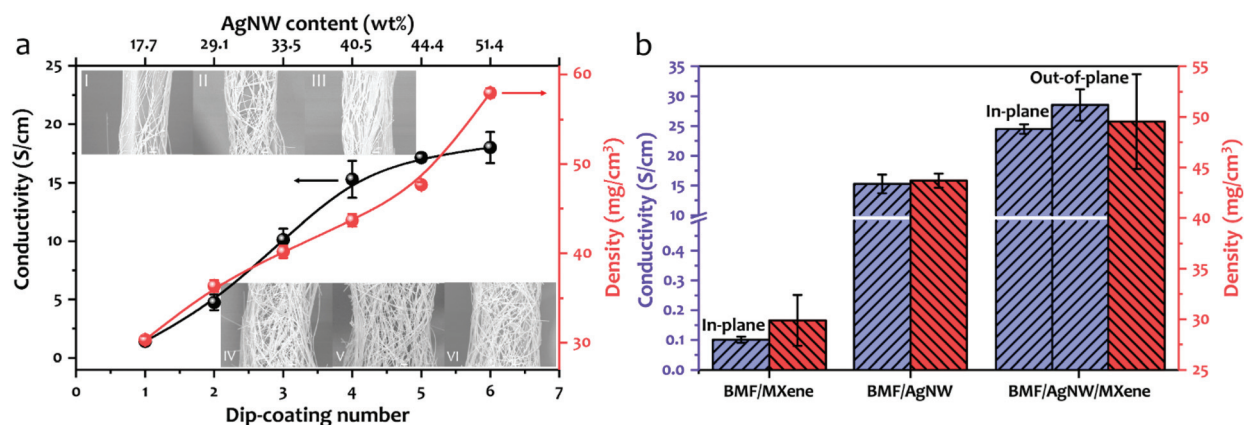 a
AgNW content (wt%)
17.7 29.1 33.5 40.5 44.4 51.4
Conductivity (S/cm)
25
20
15
10
5
0
I II III
IV V VI
60
50
40
30
Density (mg/cm³)
0 1 2 3 4 5 6 7
Dip-coating number
b
Conductivity (S/cm)
35
30
25
20
15
10
0.4
0.3
0.2
0.1
0.0
In-plane
In-plane
Out-of-plane
55
50
45
40
35
30
25
Density (mg/cm³)
BMF/MXene BMF/AgNW BMF/AgNW/MXene